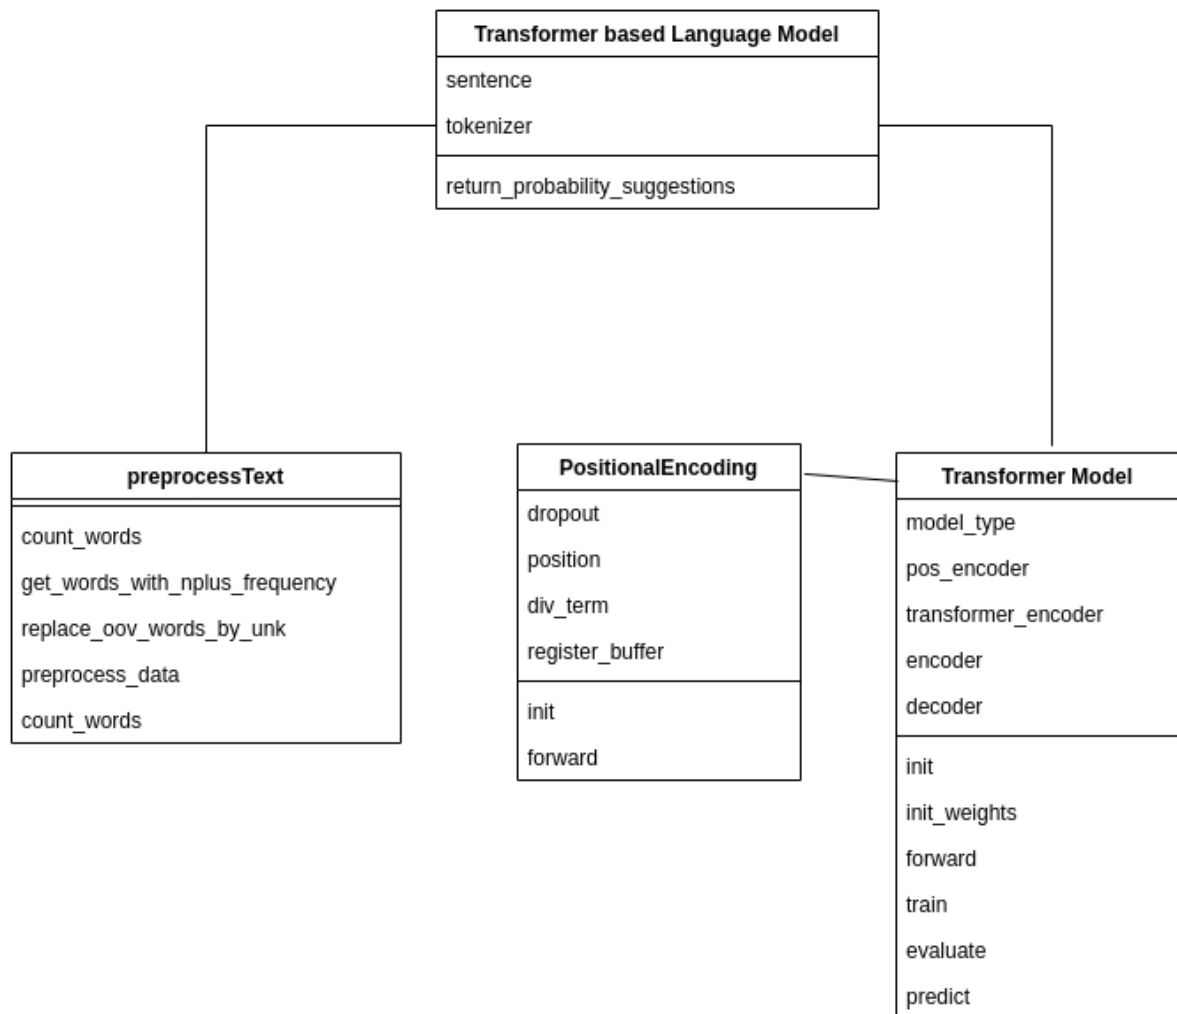 Transformer based Language Model
sentence
tokenizer
return_probability_suggestions
preprocessText
count_words
get_words_with_nplus_frequency
replace_oov_words_by_unk
preprocess_data
count_words
PositionalEncoding
dropout
position
div_term
register_buffer
init
forward
Transformer Model
model_type
pos_encoder
transformer_encoder
encoder
decoder
init
init_weights
forward
train
evaluate
predict